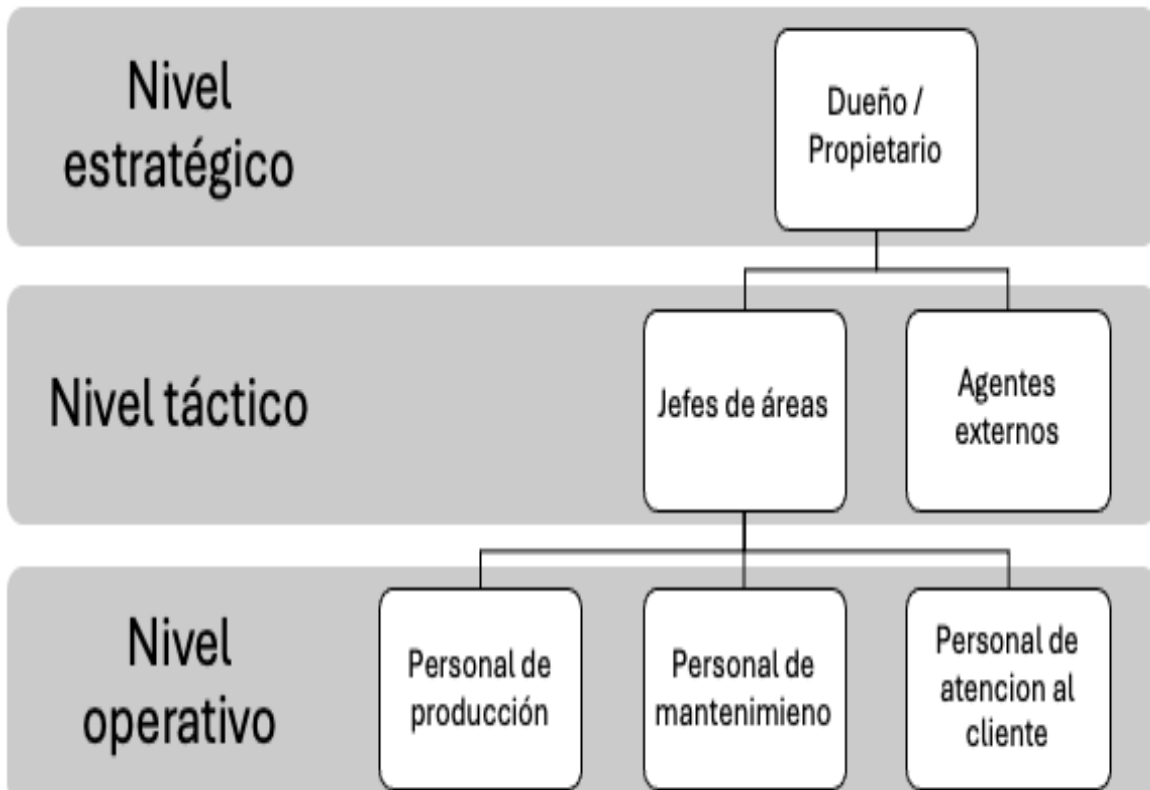 Nivel
estratégico
Dueño /
Propietario
Nivel táctico
Jefes de áreas
Agentes
externos
Nivel
operativo
Personal de
producción
Personal de
mantenimieno
Personal de
atencion al
cliente